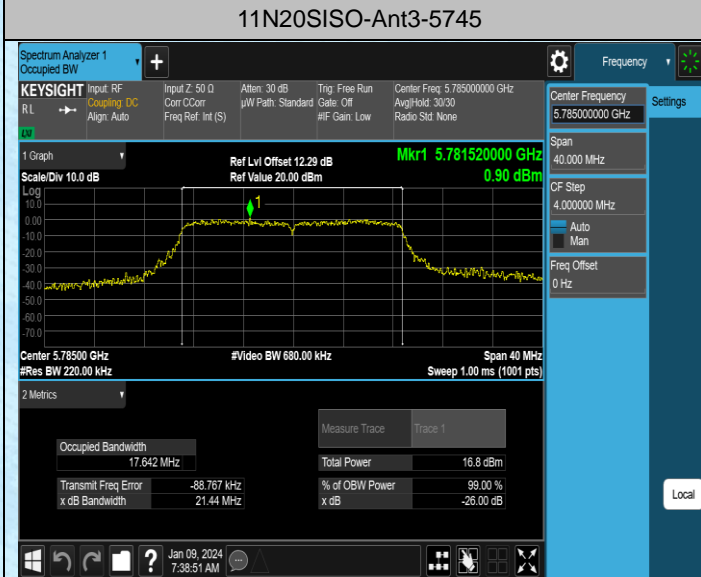 11N20SISO-Ant3-5745
Spectrum Analyzer 1
Occupied BW
Frequency
KEYSIGHT
RL
Input: RF
Coupling: DC
Align: Auto
Input Z: 50 Ω
Corr CCorr
Freq Ref: Int (S)
Atten: 30 dB
µW Path: Standard
Trig: Free Run
Gate: Off
#IF Gain: Low
Center Freq: 5.785000000 GHz
Avg|Hold: 30/30
Radio Std: None
LXI
Center Frequency
5.785000000 GHz
Settings
Span
40.000 MHz
CF Step
4.000000 MHz
Auto
Man
Freq Offset
0 Hz
Local
1 Graph
Scale/Div 10.0 dB
Ref Lvl Offset 12.29 dB
Ref Value 20.00 dBm
Mkr1 5.781520000 GHz
0.90 dBm
Log
10.0
0.00
-10.0
-20.0
-30.0
-40.0
-50.0
-60.0
-70.0
1
Center 5.78500 GHz
#Res BW 220.00 kHz
#Video BW 680.00 kHz
Span 40 MHz
Sweep 1.00 ms (1001 pts)
2 Metrics
Measure Trace Trace 1
Occupied Bandwidth
17.642 MHz
Total Power 16.8 dBm
Transmit Freq Error -88.767 kHz
% of OBW Power 99.00 %
x dB Bandwidth 21.44 MHz
x dB -26.00 dB
Jan 09, 2024
7:38:51 AM